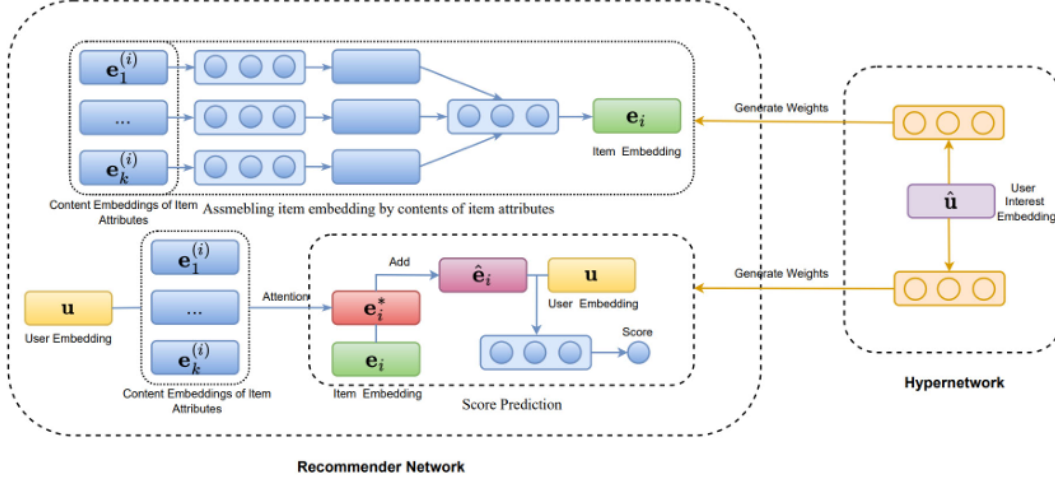 e₁⁽ⁱ⁾
...
eₖ⁽ⁱ⁾
Content Embeddings of Item
Attributes
eᵢ
Item Embedding
Assmebling item embedding by contents of item attributes
Generate Weights
û
User
Interest
Embedding
u
User Embedding
e₁⁽ⁱ⁾
...
eₖ⁽ⁱ⁾
Content Embeddings of Item
Attributes
Attention
Add
eᵢ*
eᵢ
Item Embedding
êᵢ
u
User Embedding
Score
Score Prediction
Generate Weights
Hypernetwork
Recommender Network